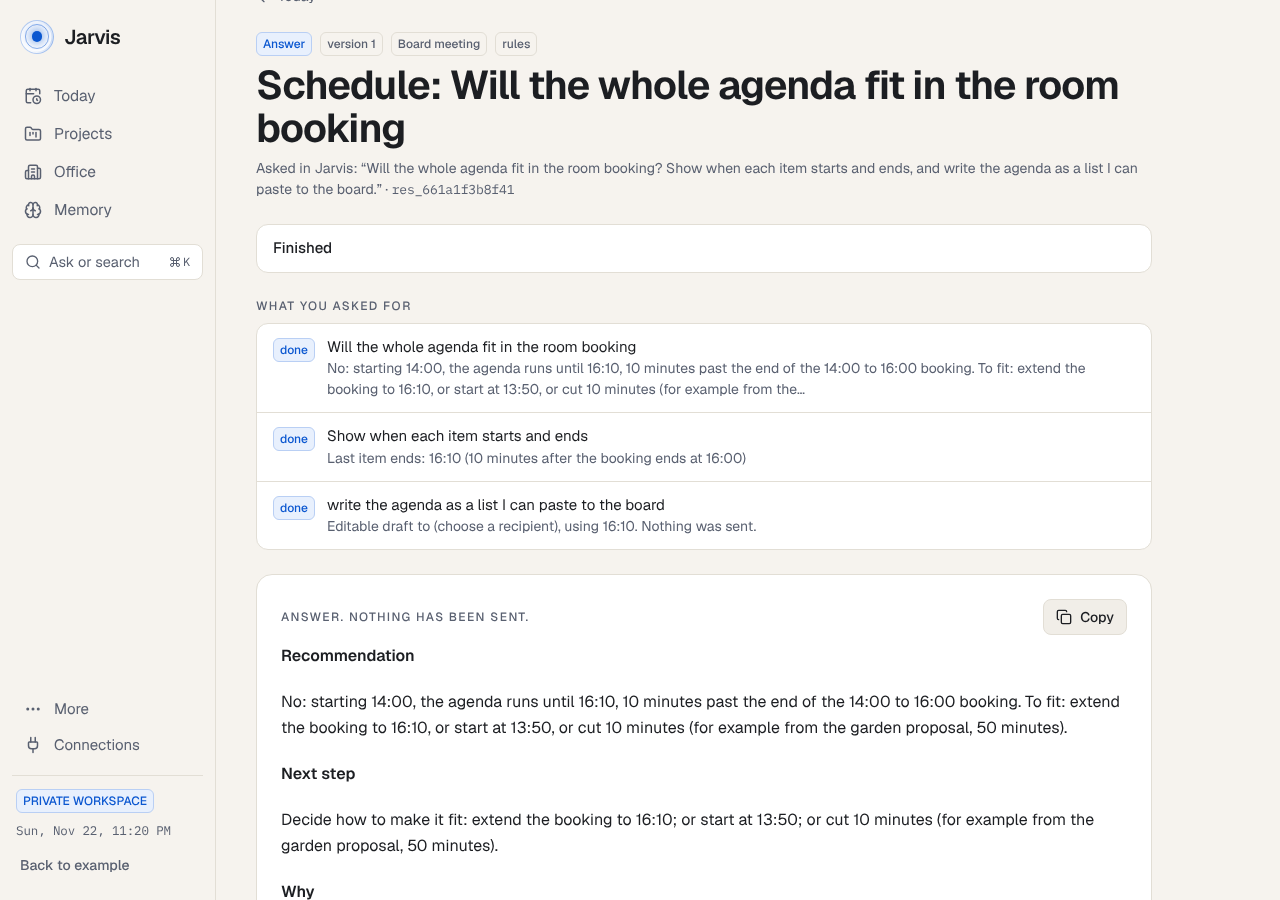 Jarvis
Today
Projects
Office
Memory
Ask or search ⌘ K
More
Connections
PRIVATE WORKSPACE
Sun, Nov 22, 11:20 PM
Back to example
Answer version 1 Board meeting rules
Schedule: Will the whole agenda fit in the room
booking
Asked in Jarvis: “Will the whole agenda fit in the room booking? Show when each item starts and ends, and write the agenda as a list I can
paste to the board.” · res_661a1f3b8f41
Finished
WHAT YOU ASKED FOR
done Will the whole agenda fit in the room booking
No: starting 14:00, the agenda runs until 16:10, 10 minutes past the end of the 14:00 to 16:00 booking. To fit: extend the
booking to 16:10, or start at 13:50, or cut 10 minutes (for example from the…
done Show when each item starts and ends
Last item ends: 16:10 (10 minutes after the booking ends at 16:00)
done write the agenda as a list I can paste to the board
Editable draft to (choose a recipient), using 16:10. Nothing was sent.
ANSWER. NOTHING HAS BEEN SENT.
Copy
Recommendation
No: starting 14:00, the agenda runs until 16:10, 10 minutes past the end of the 14:00 to 16:00 booking. To fit: extend
the booking to 16:10, or start at 13:50, or cut 10 minutes (for example from the garden proposal, 50 minutes).
Next step
Decide how to make it fit: extend the booking to 16:10; or start at 13:50; or cut 10 minutes (for example from the
garden proposal, 50 minutes).
Why